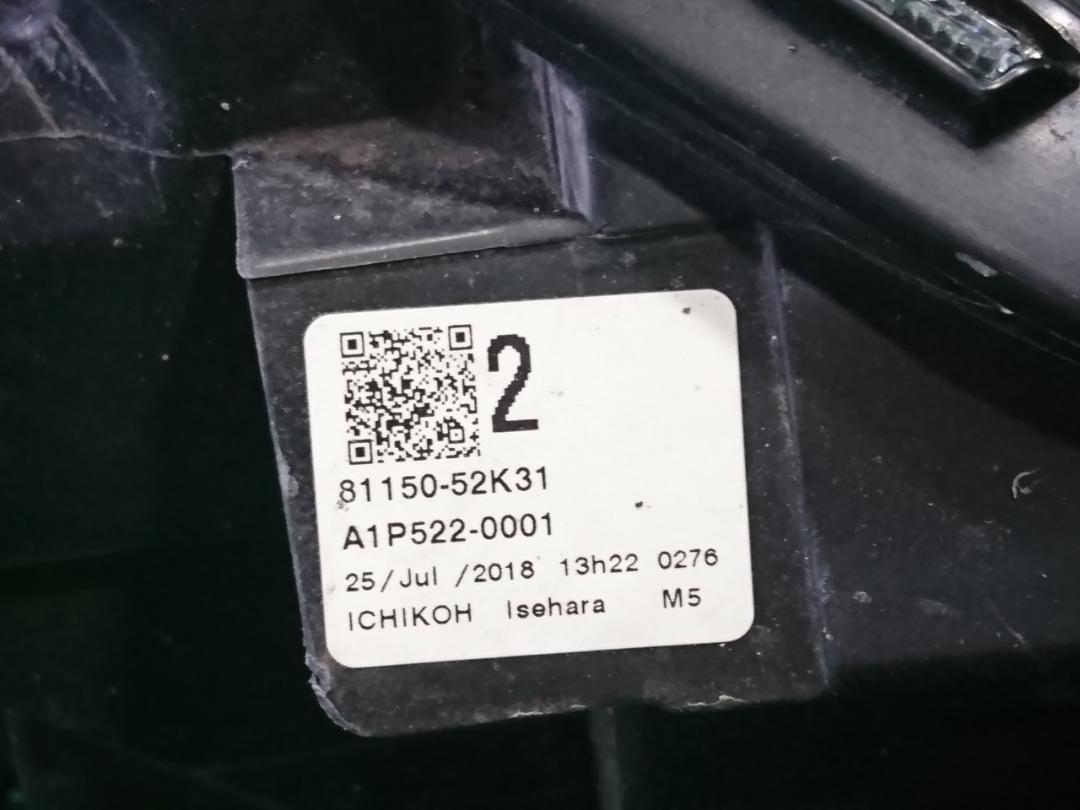 2
81150-52K31
A1P522-0001
25/Jul /2018 13h22 0276
ICHIKOH Isehara M5